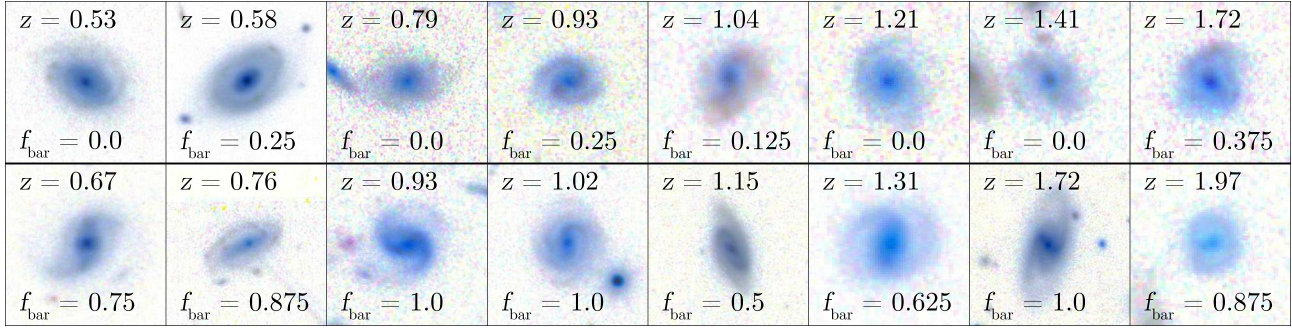 z = 0.53 z = 0.58 z = 0.79 z = 0.93 z = 1.04 z = 1.21 z = 1.41 z = 1.72
f_bar = 0.0 f_bar = 0.25 f_bar = 0.0 f_bar = 0.25 f_bar = 0.125 f_bar = 0.0 f_bar = 0.0 f_bar = 0.375
z = 0.67 z = 0.76 z = 0.93 z = 1.02 z = 1.15 z = 1.31 z = 1.72 z = 1.97
f_bar = 0.75 f_bar = 0.875 f_bar = 1.0 f_bar = 1.0 f_bar = 0.5 f_bar = 0.625 f_bar = 1.0 f_bar = 0.875